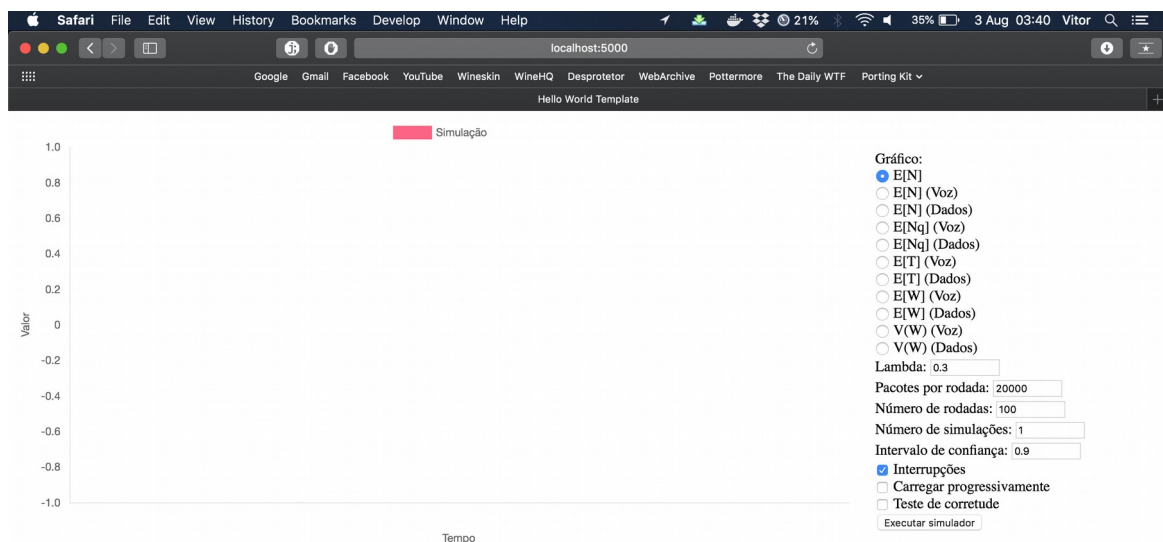 Safari File Edit View History Bookmarks Develop Window Help 21% 35% 3 Aug 03:40 Vitor
localhost:5000
Google Gmail Facebook YouTube Wineskin WineHQ Desprotetor WebArchive Pottermore The Daily WTF Porting Kit
Hello World Template
Simulação
1.0
0.8
0.6
0.4
0.2
0
-0.2
-0.4
-0.6
-0.8
-1.0
Valor
Tempo
Gráfico:
E[N]
E[N] (Voz)
E[N] (Dados)
E[Nq] (Voz)
E[Nq] (Dados)
E[T] (Voz)
E[T] (Dados)
E[W] (Voz)
E[W] (Dados)
V(W) (Voz)
V(W) (Dados)
Lambda: 0.3
Pacotes por rodada: 20000
Número de rodadas: 100
Número de simulações: 1
Intervalo de confiança: 0.9
Interrupções
Carregar progressivamente
Teste de corretude
Executar simulador